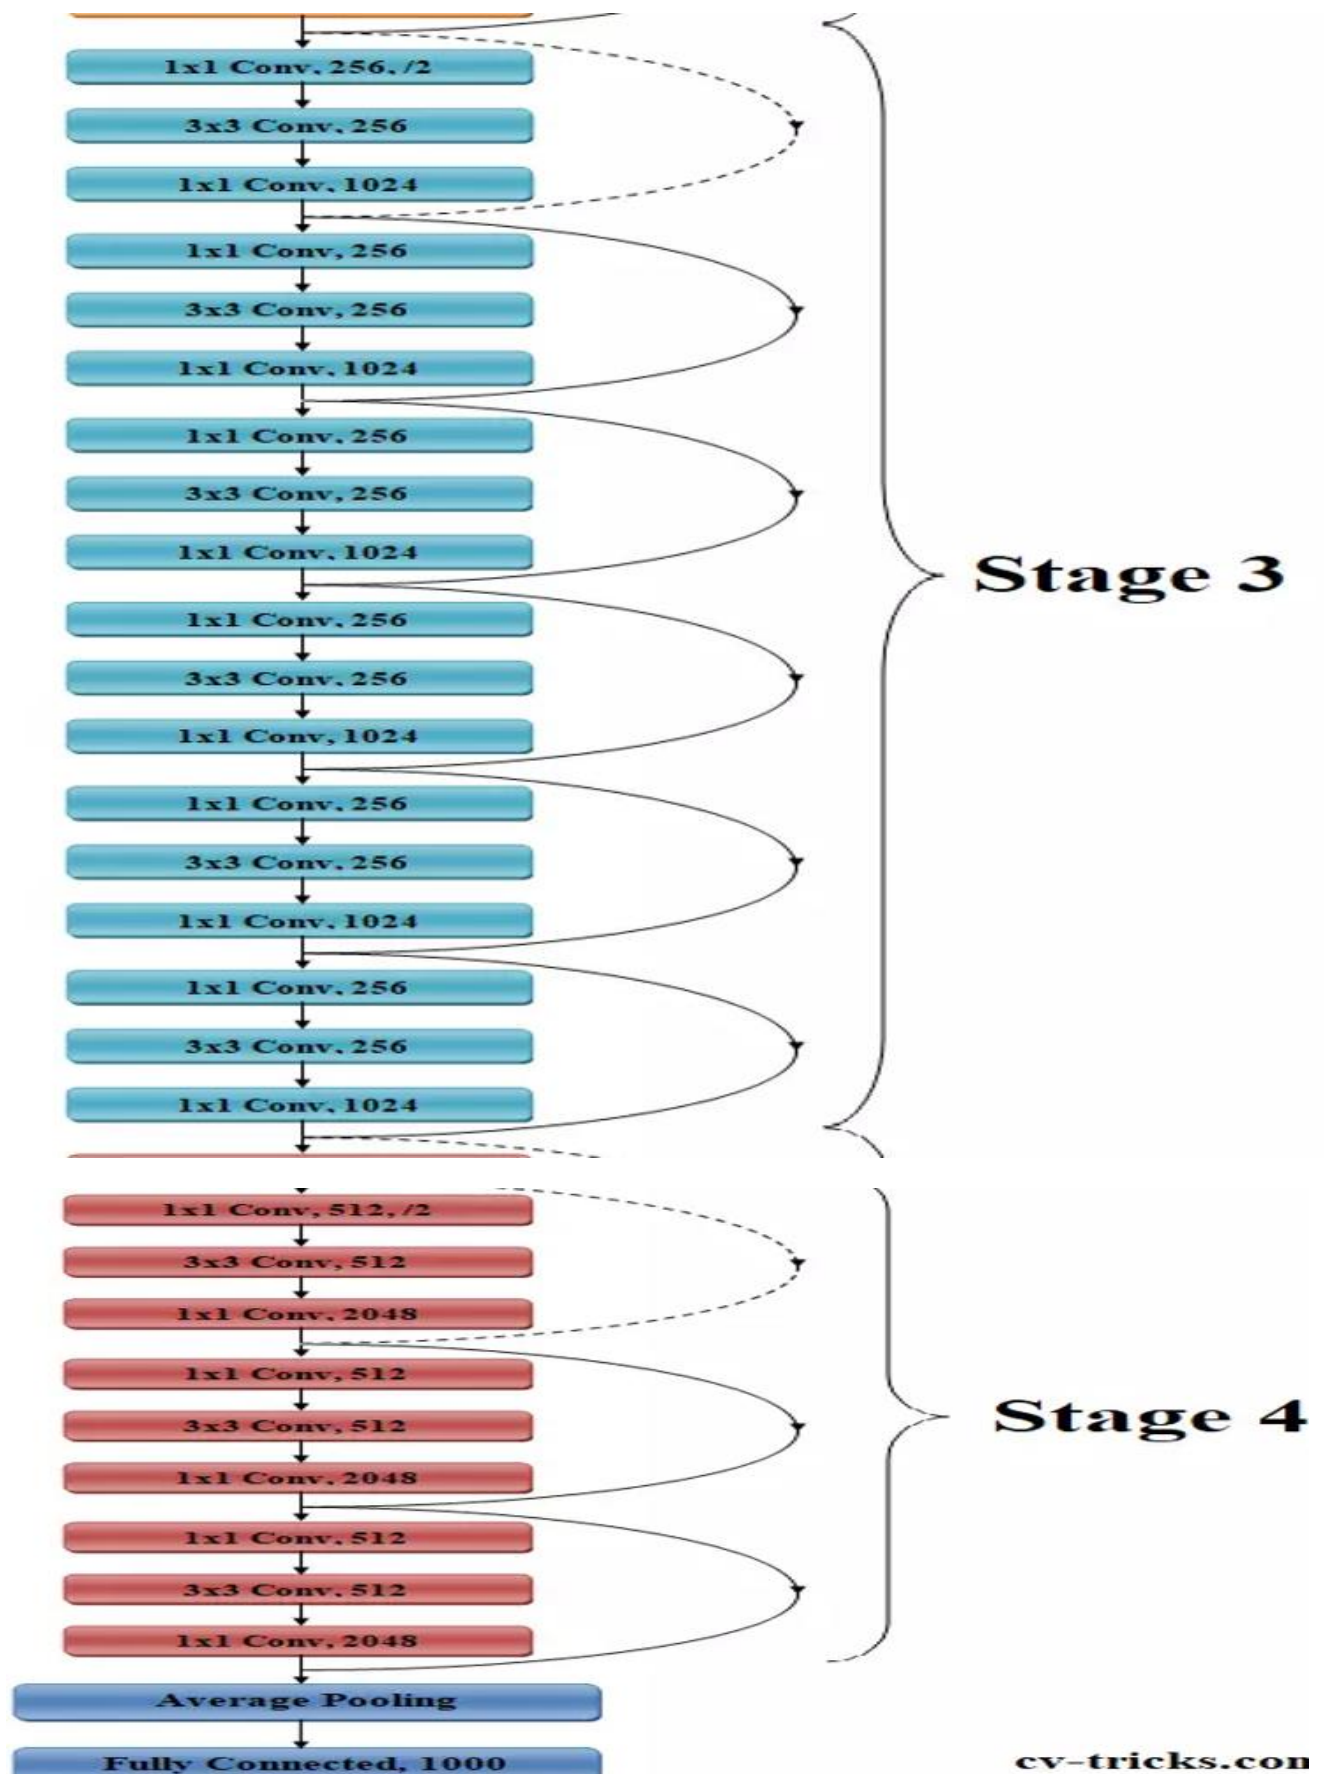 1x1 Conv, 256, /2
3x3 Conv, 256
1x1 Conv, 1024
1x1 Conv, 256
3x3 Conv, 256
1x1 Conv, 1024
1x1 Conv, 256
3x3 Conv, 256
1x1 Conv, 1024
Stage 3
1x1 Conv, 256
3x3 Conv, 256
1x1 Conv, 1024
1x1 Conv, 256
3x3 Conv, 256
1x1 Conv, 1024
1x1 Conv, 256
3x3 Conv, 256
1x1 Conv, 1024
1x1 Conv, 512, /2
3x3 Conv, 512
1x1 Conv, 2048
1x1 Conv, 512
Stage 4
3x3 Conv, 512
1x1 Conv, 2048
1x1 Conv, 512
3x3 Conv, 512
1x1 Conv, 2048
Average Pooling
Fully Connected, 1000
cv-tricks.con